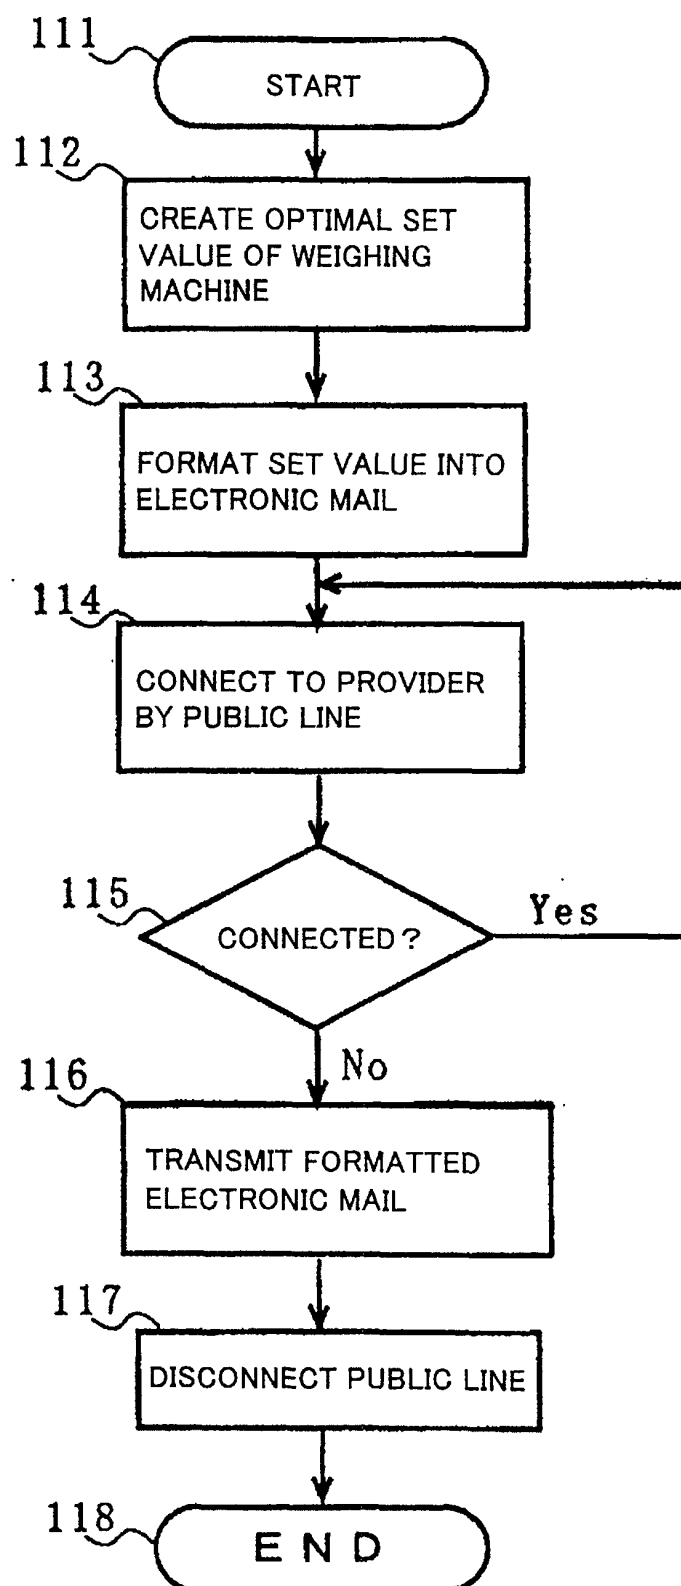 111
START
112
CREATE OPTIMAL SET
VALUE OF WEIGHING
MACHINE
113
FORMAT SET VALUE INTO
ELECTRONIC MAIL
114
CONNECT TO PROVIDER
BY PUBLIC LINE
115
CONNECTED?
Yes
No
116
TRANSMIT FORMATTED
ELECTRONIC MAIL
117
DISCONNECT PUBLIC LINE
118
END